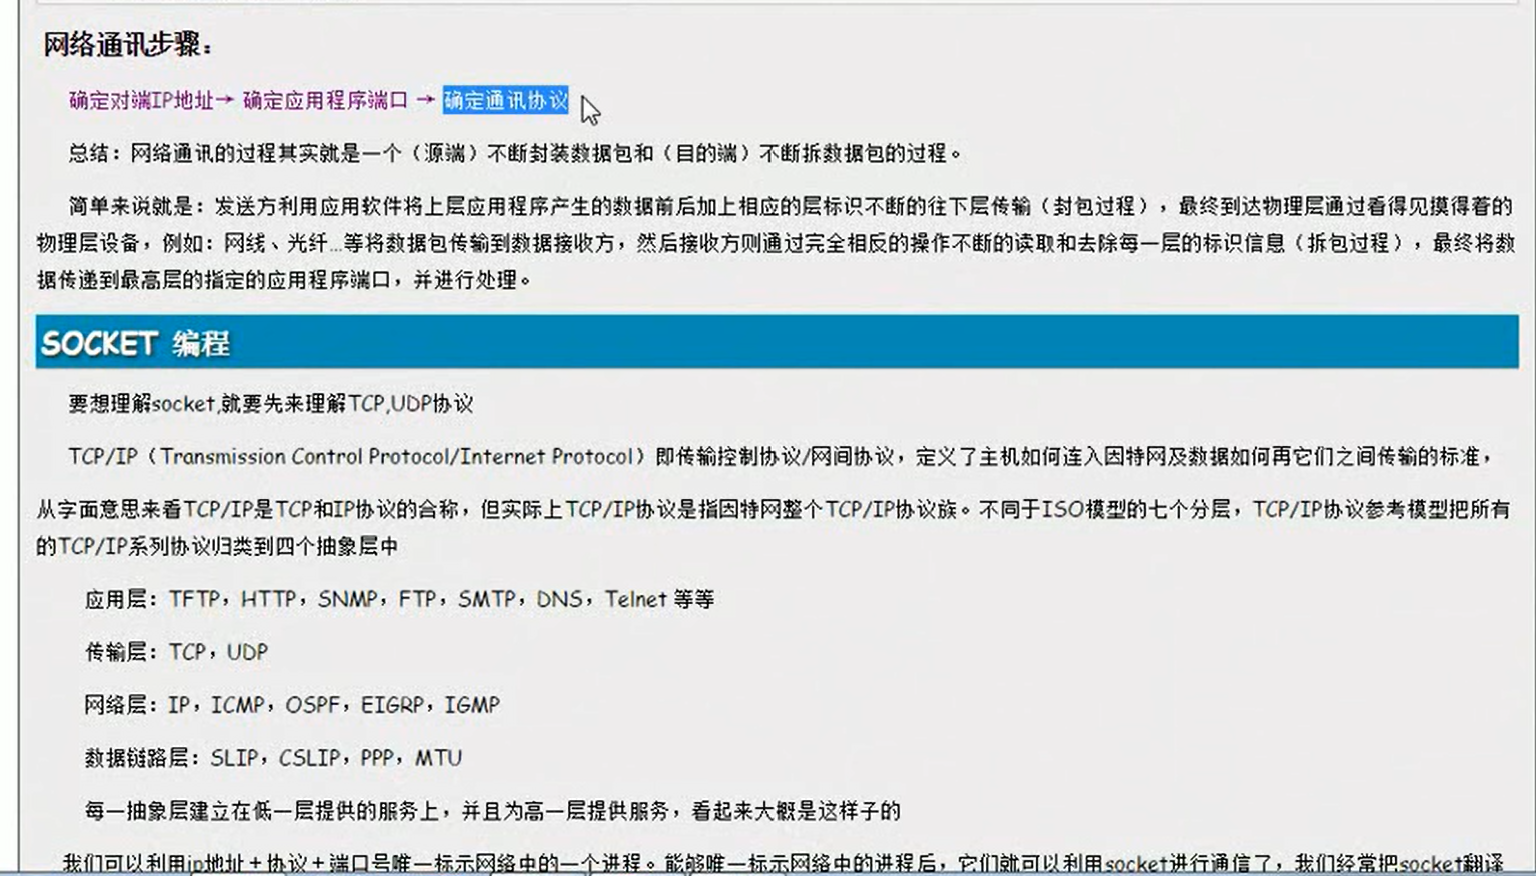 网络通讯步骤：
确定对端IP地址→ 确定应用程序端口 → 确定通讯协议
总结：网络通讯的过程其实就是一个（源端）不断封装数据包和（目的端）不断拆数据包的过程。
简单来说就是：发送方利用应用软件将上层应用程序产生的数据前后加上相应的层标识不断的往下层传输（封包过程），最终到达物理层通过看得见摸得着的
物理层设备，例如：网线、光纤…等将数据包传输到数据接收方，然后接收方则通过完全相反的操作不断的读取和去除每一层的标识信息（拆包过程），最终将数
据传递到最高层的指定的应用程序端口，并进行处理。
SOCKET 编程
要想理解socket,就要先来理解TCP,UDP协议
TCP/IP（Transmission Control Protocol/Internet Protocol）即传输控制协议/网间协议，定义了主机如何连入因特网及数据如何再它们之间传输的标准，
从字面意思来看TCP/IP是TCP和IP协议的合称，但实际上TCP/IP协议是指因特网整个TCP/IP协议族。不同于ISO模型的七个分层，TCP/IP协议参考模型把所有
的TCP/IP系列协议归类到四个抽象层中
应用层：TFTP，HTTP，SNMP，FTP，SMTP，DNS，Telnet 等等
传输层：TCP，UDP
网络层：IP，ICMP，OSPF，EIGRP，IGMP
数据链路层：SLIP，CSLIP，PPP，MTU
每一抽象层建立在低一层提供的服务上，并且为高一层提供服务，看起来大概是这样子的
我们可以利用ip地址＋协议＋端口号唯一标示网络中的一个进程。能够唯一标示网络中的进程后，它们就可以利用socket进行通信了，我们经常把socket翻译